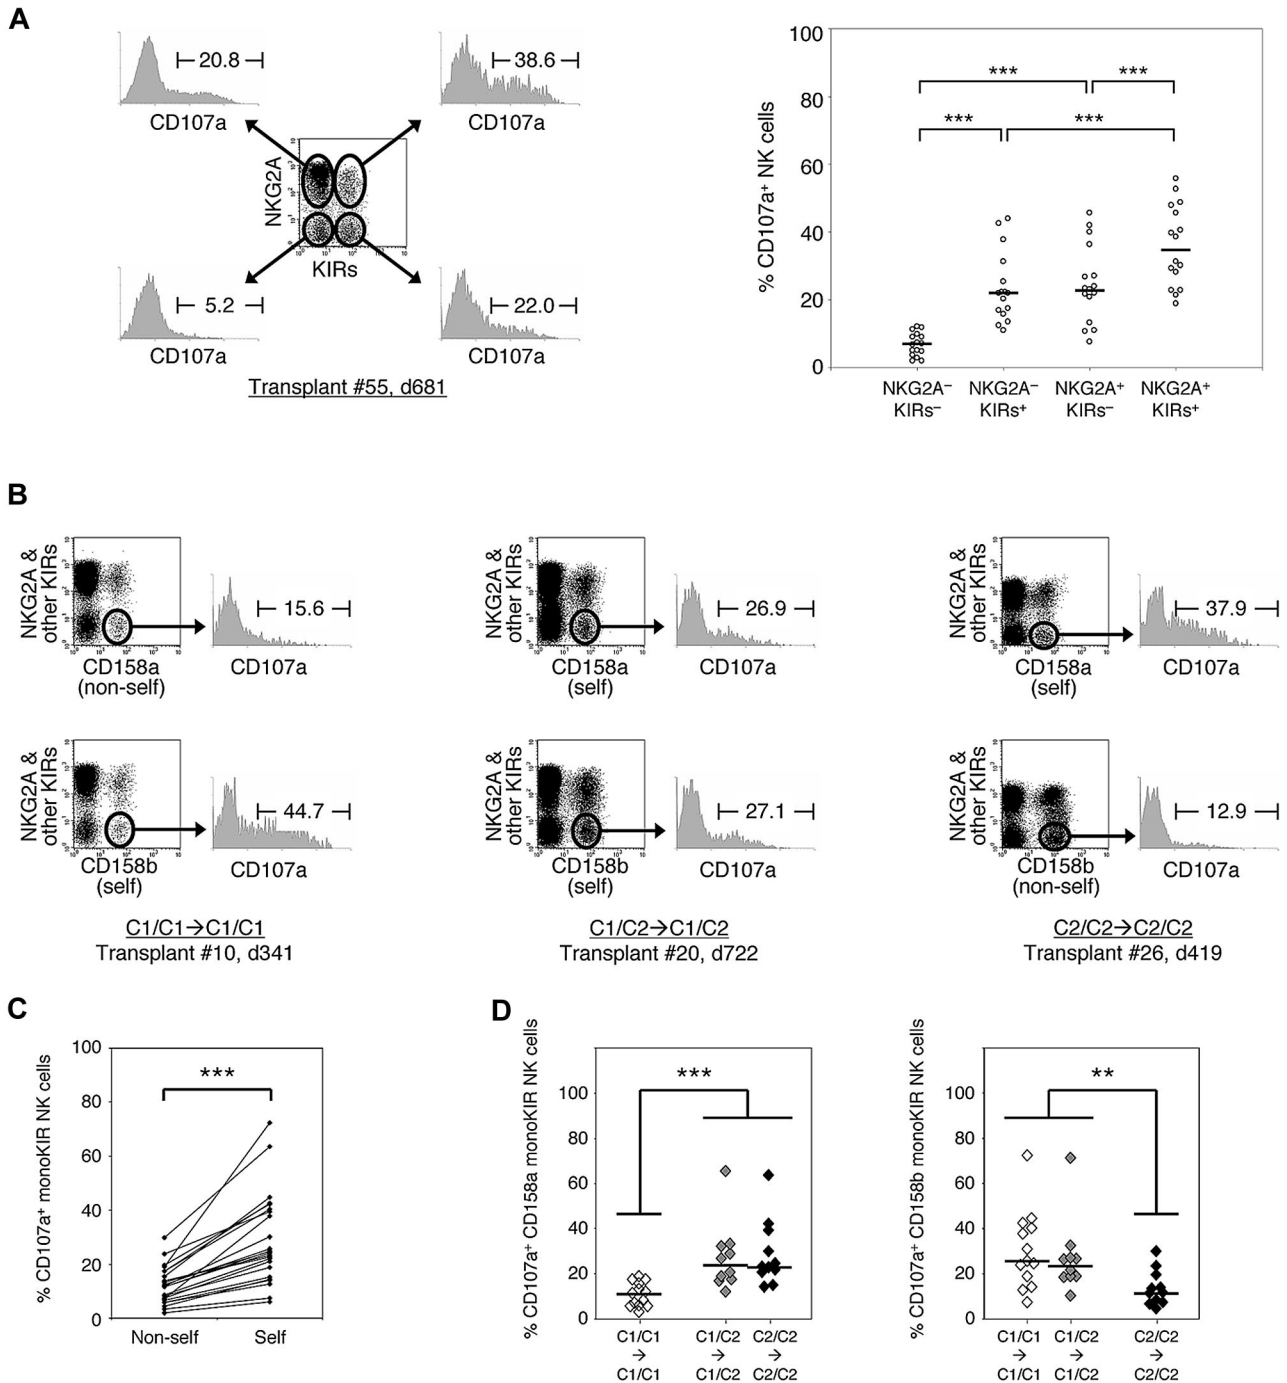 A
20.8
CD107a
38.6
CD107a
NKG2A
KIRs
5.2
CD107a
22.0
CD107a
Transplant #55, d681
% CD107a+ NK cells
100
80
60
40
20
0
***
***
***
***
NKG2A− KIRs−
NKG2A− KIRs+
NKG2A+ KIRs−
NKG2A+ KIRs+
B
NKG2A &
other KIRs
CD158a
(non-self)
15.6
CD107a
NKG2A &
other KIRs
CD158a
(self)
26.9
CD107a
NKG2A &
other KIRs
CD158a
(self)
37.9
CD107a
NKG2A &
other KIRs
CD158b
(self)
44.7
CD107a
NKG2A &
other KIRs
CD158b
(self)
27.1
CD107a
NKG2A &
other KIRs
CD158b
(non-self)
12.9
CD107a
C1/C1→C1/C1
Transplant #10, d341
C1/C2→C1/C2
Transplant #20, d722
C2/C2→C2/C2
Transplant #26, d419
C
% CD107a+ monoKIR NK cells
100
80
60
40
20
0
***
Non-self
Self
D
% CD107a+ CD158a monoKIR NK cells
100
80
60
40
20
0
***
C1/C1
→
C1/C1
C1/C2
→
C1/C2
C2/C2
→
C2/C2
% CD107a+ CD158b monoKIR NK cells
100
80
60
40
20
0
**
C1/C1
→
C1/C1
C1/C2
→
C1/C2
C2/C2
→
C2/C2